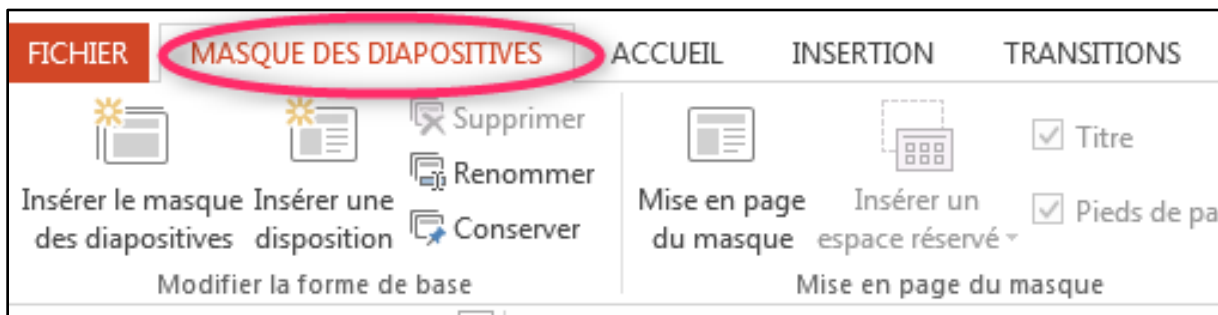 FICHIER MASQUE DES DIAPOSITIVES ACCUEIL INSERTION TRANSITIONS
Insérer le masque
des diapositives
Insérer une
disposition
Supprimer
Renommer
Conserver
Modifier la forme de base
Mise en page
du masque
Insérer un
espace réservé
Titre
Pieds de pa
Mise en page du masque